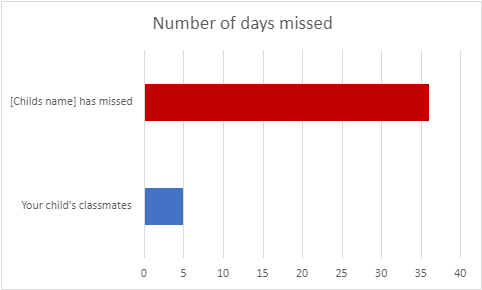 Number of days missed
[Childs name] has missed
Your child's classmates
0 5 10 15 20 25 30 35 40